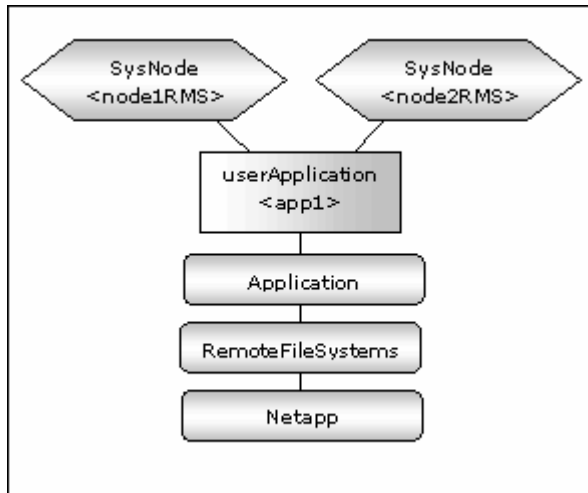 SysNode
<node1RMS>
SysNode
<node2RMS>
userApplication
<app1>
Application
RemoteFileSystems
Netapp